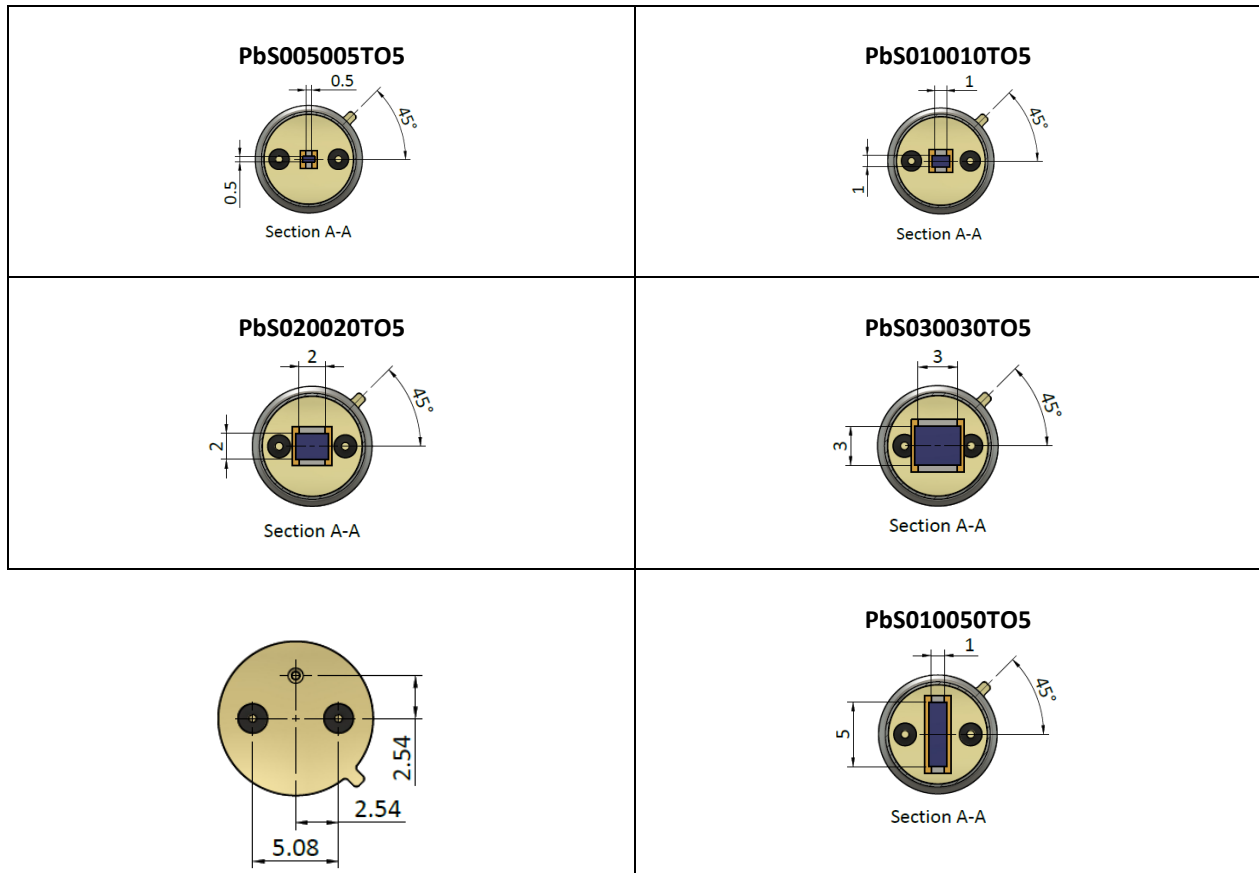 PbS005005TO5
0.5
45°
0.5
Section A-A
PbS010010TO5
1
45°
1
Section A-A
PbS020020TO5
2
45°
2
Section A-A
PbS030030TO5
3
45°
3
Section A-A
2.54
2.54
5.08
PbS010050TO5
1
45°
5
Section A-A